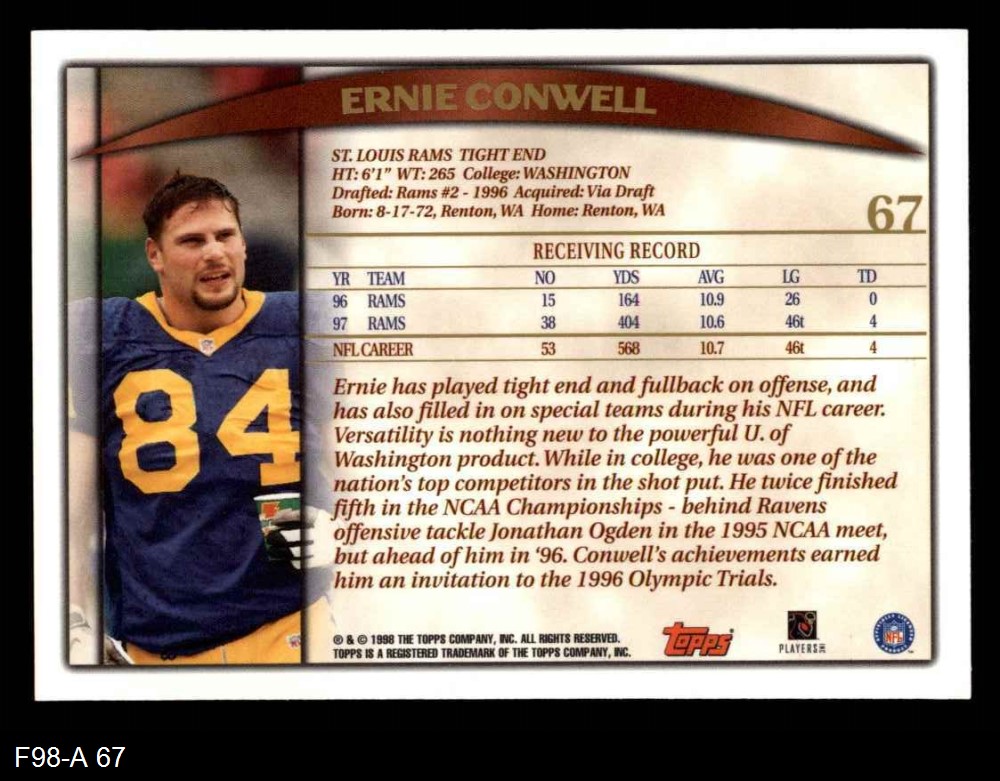 ERNIE CONWELL
ST. LOUIS RAMS TIGHT END
HT: 6'1" WT: 265 College: WASHINGTON
Drafted: Rams #2 - 1996 Acquired: Via Draft
Born: 8-17-72, Renton, WA Home: Renton, WA
67
RECEIVING RECORD
YR TEAM NO YDS AVG LG TD
96 RAMS 15 164 10.9 26 0
97 RAMS 38 404 10.6 46t 4
NFL CAREER 53 568 10.7 46t 4
Ernie has played tight end and fullback on offense, and
has also filled in on special teams during his NFL career.
Versatility is nothing new to the powerful U. of
Washington product. While in college, he was one of the
nation's top competitors in the shot put. He twice finished
fifth in the NCAA Championships - behind Ravens
offensive tackle Jonathan Ogden in the 1995 NCAA meet,
but ahead of him in '96. Conwell's achievements earned
him an invitation to the 1996 Olympic Trials.
84
® & © 1998 THE TOPPS COMPANY, INC. ALL RIGHTS RESERVED.
TOPPS IS A REGISTERED TRADEMARK OF THE TOPPS COMPANY, INC.
Topps
PLAYERS
NFL
F98-A 67